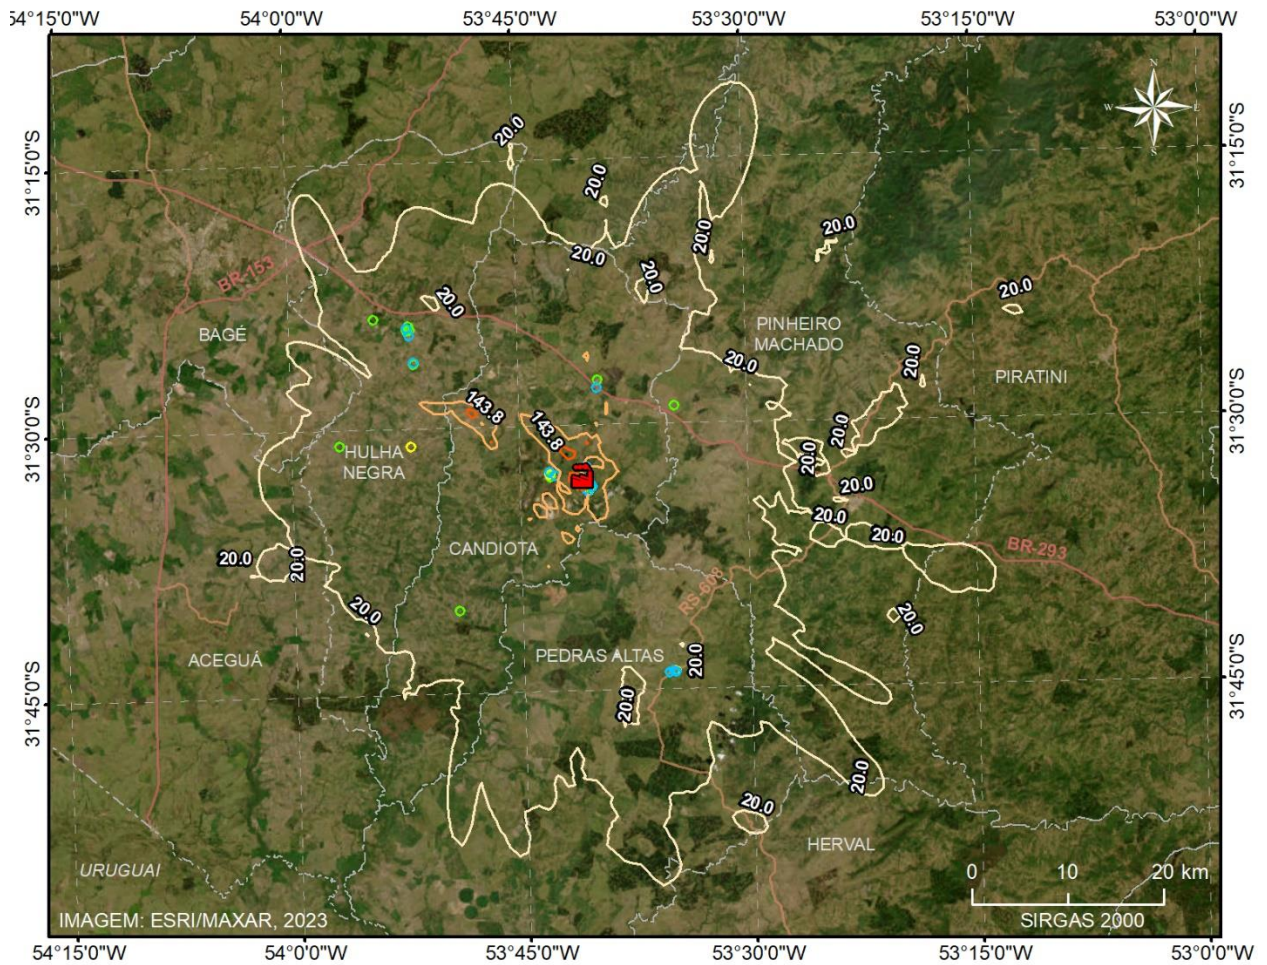 54°15'0"W 54°0'0"W 53°45'0"W 53°30'0"W 53°15'0"W 53°0'0"W
N
W E
S
31°15'0"S 31°15'0"S
20.0
20.0
20.0
20.0
20.0
20.0
BR-153
20.0
20.0
BAGÉ
PINHEIRO
MACHADO
20.0
20.0
PIRATINI
143.8
143.8
20.0
20.0
31°30'0"S 31°30'0"S
HULHA
NEGRA
20.0
20.0
20.0
BR-293
CANDIOTA
20.0
20.0
RS-608
20.0
20.0
ACEGUÁ
PEDRAS ALTAS
20.0
31°45'0"S 31°45'0"S
20.0
20.0
20.0
HERVAL
URUGUAI
0 10 20 km
IMAGEM: ESRI/MAXAR, 2023
SIRGAS 2000
54°15'0"W 54°0'0"W 53°45'0"W 53°30'0"W 53°15'0"W 53°0'0"W